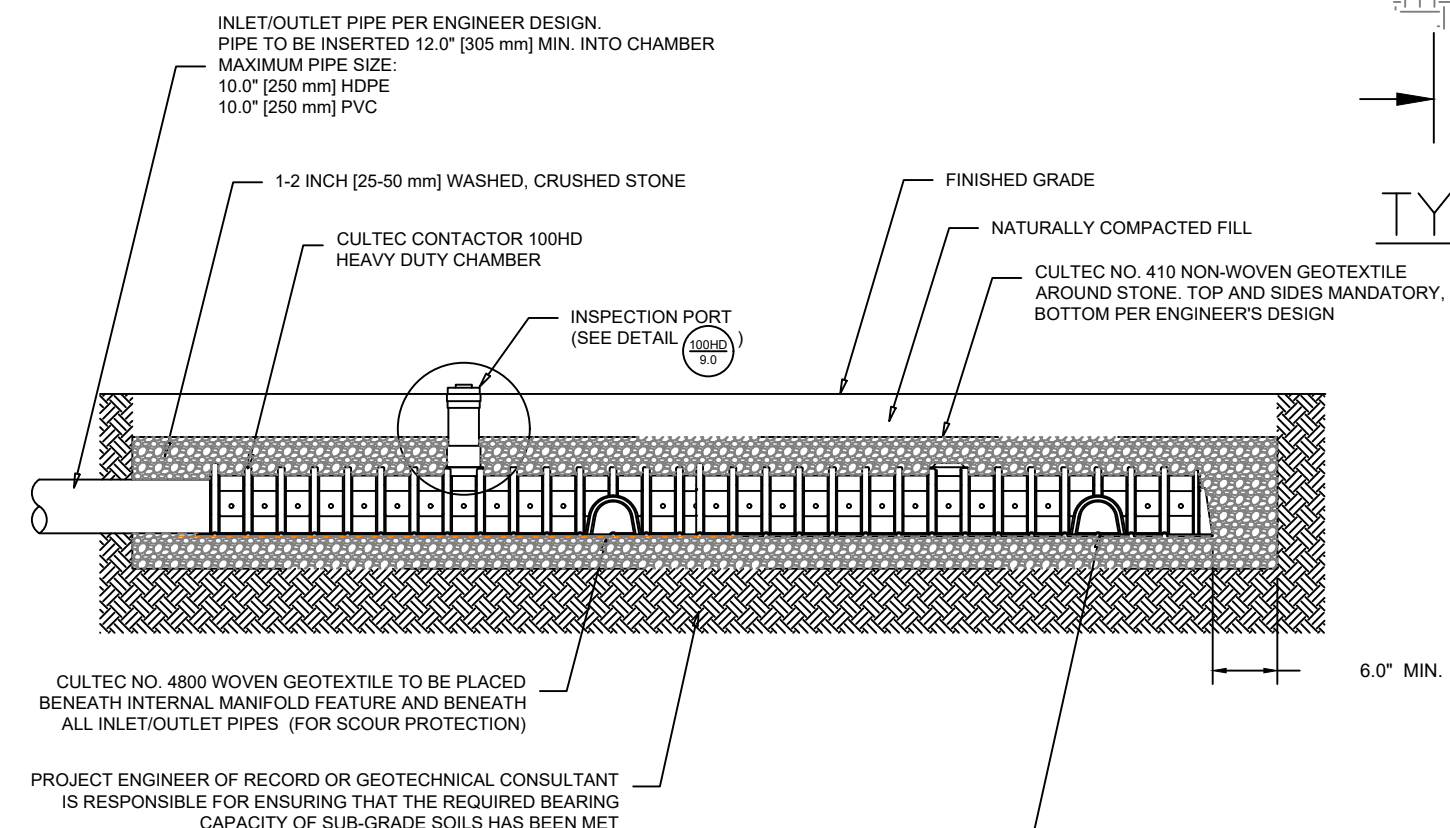 INLET/OUTLET PIPE PER ENGINEER DESIGN.
PIPE TO BE INSERTED 12.0" [305 mm] MIN. INTO CHAMBER
MAXIMUM PIPE SIZE:
10.0" [250 mm] HDPE
10.0" [250 mm] PVC
1-2 INCH [25-50 mm] WASHED, CRUSHED STONE
FINISHED GRADE
TY
NATURALLY COMPACTED FILL
CULTEC CONTACTOR 100HD
HEAVY DUTY CHAMBER
CULTEC NO. 410 NON-WOVEN GEOTEXTILE
AROUND STONE. TOP AND SIDES MANDATORY,
BOTTOM PER ENGINEER'S DESIGN
INSPECTION PORT
(SEE DETAIL 100HD )
9.0
6.0" MIN.
CULTEC NO. 4800 WOVEN GEOTEXTILE TO BE PLACED
BENEATH INTERNAL MANIFOLD FEATURE AND BENEATH
ALL INLET/OUTLET PIPES (FOR SCOUR PROTECTION)
PROJECT ENGINEER OF RECORD OR GEOTECHNICAL CONSULTANT
IS RESPONSIBLE FOR ENSURING THAT THE REQUIRED BEARING
CAPACITY OF SUB-GRADE SOILS HAS BEEN MET